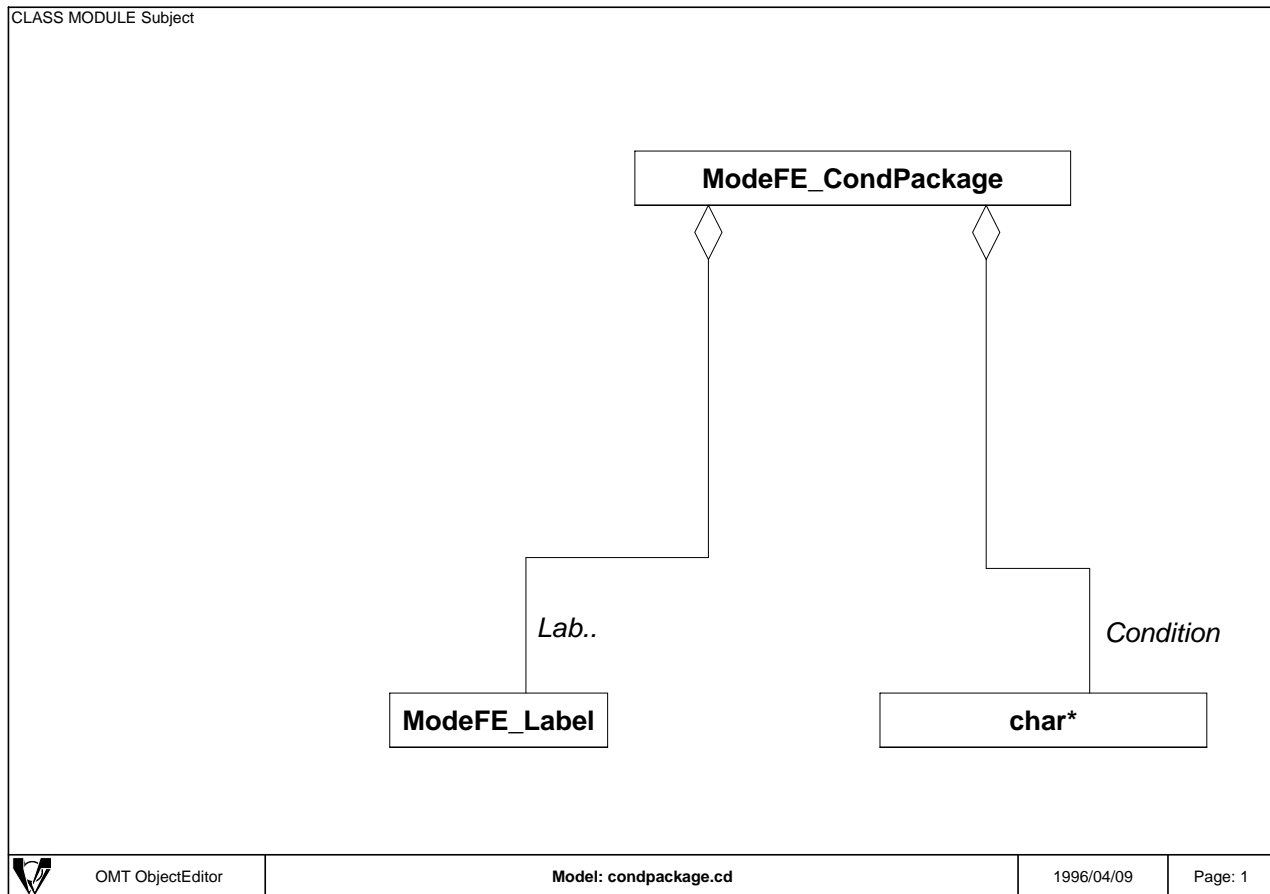 CLASS MODULE Subject
ModeFE_CondPackage
Lab..
Condition
ModeFE_Label
char*
OMT ObjectEditor
Model: condpackage.cd
1996/04/09
Page: 1